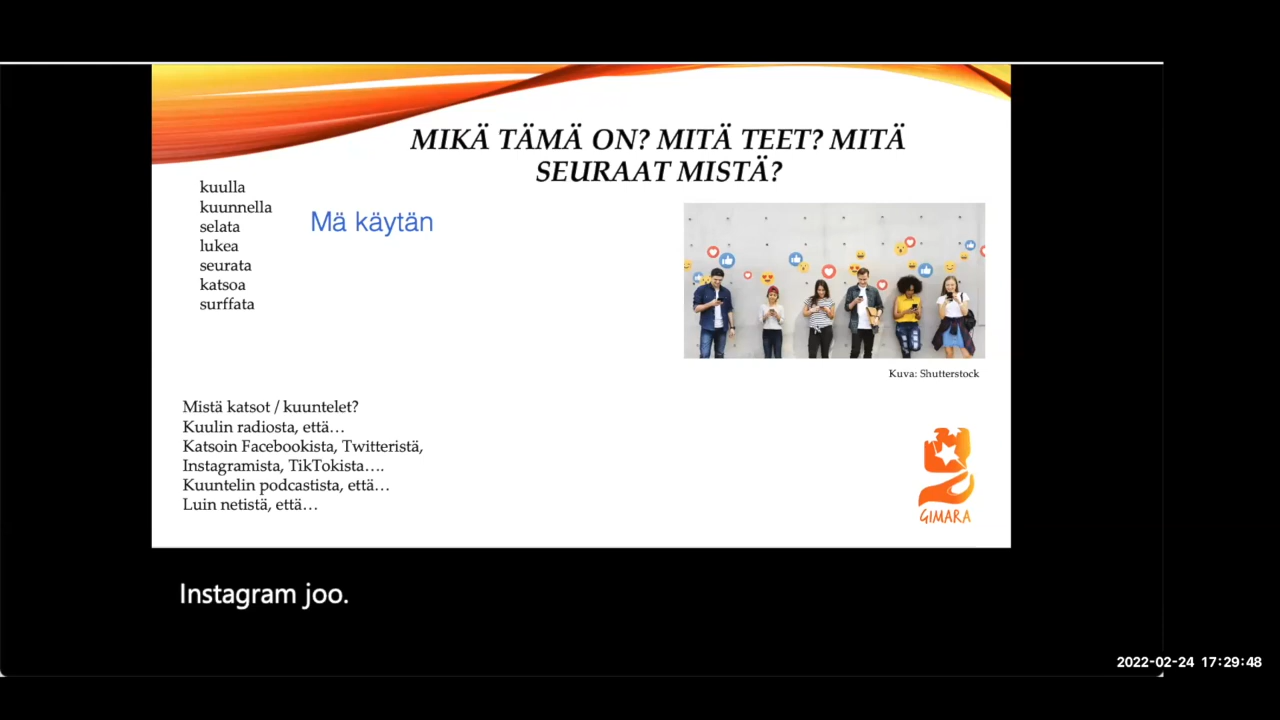 MIKÄ TÄMÄ ON? MITÄ TEET? MITÄ
SEURAAT MISTÄ?
kuulla
kuunnella
selata
lukea
seurata
katsoa
surffata
Mä käytän
Kuva: Shutterstock
Mistä katsot / kuuntelet?
Kuulin radiosta, että…
Katsoin Facebookista, Twitteristä,
Instagramista, TikTokista….
Kuuntelin podcastista, että…
Luin netistä, että…
GIMARA
Instagram joo.
2022-02-24 17:29:48